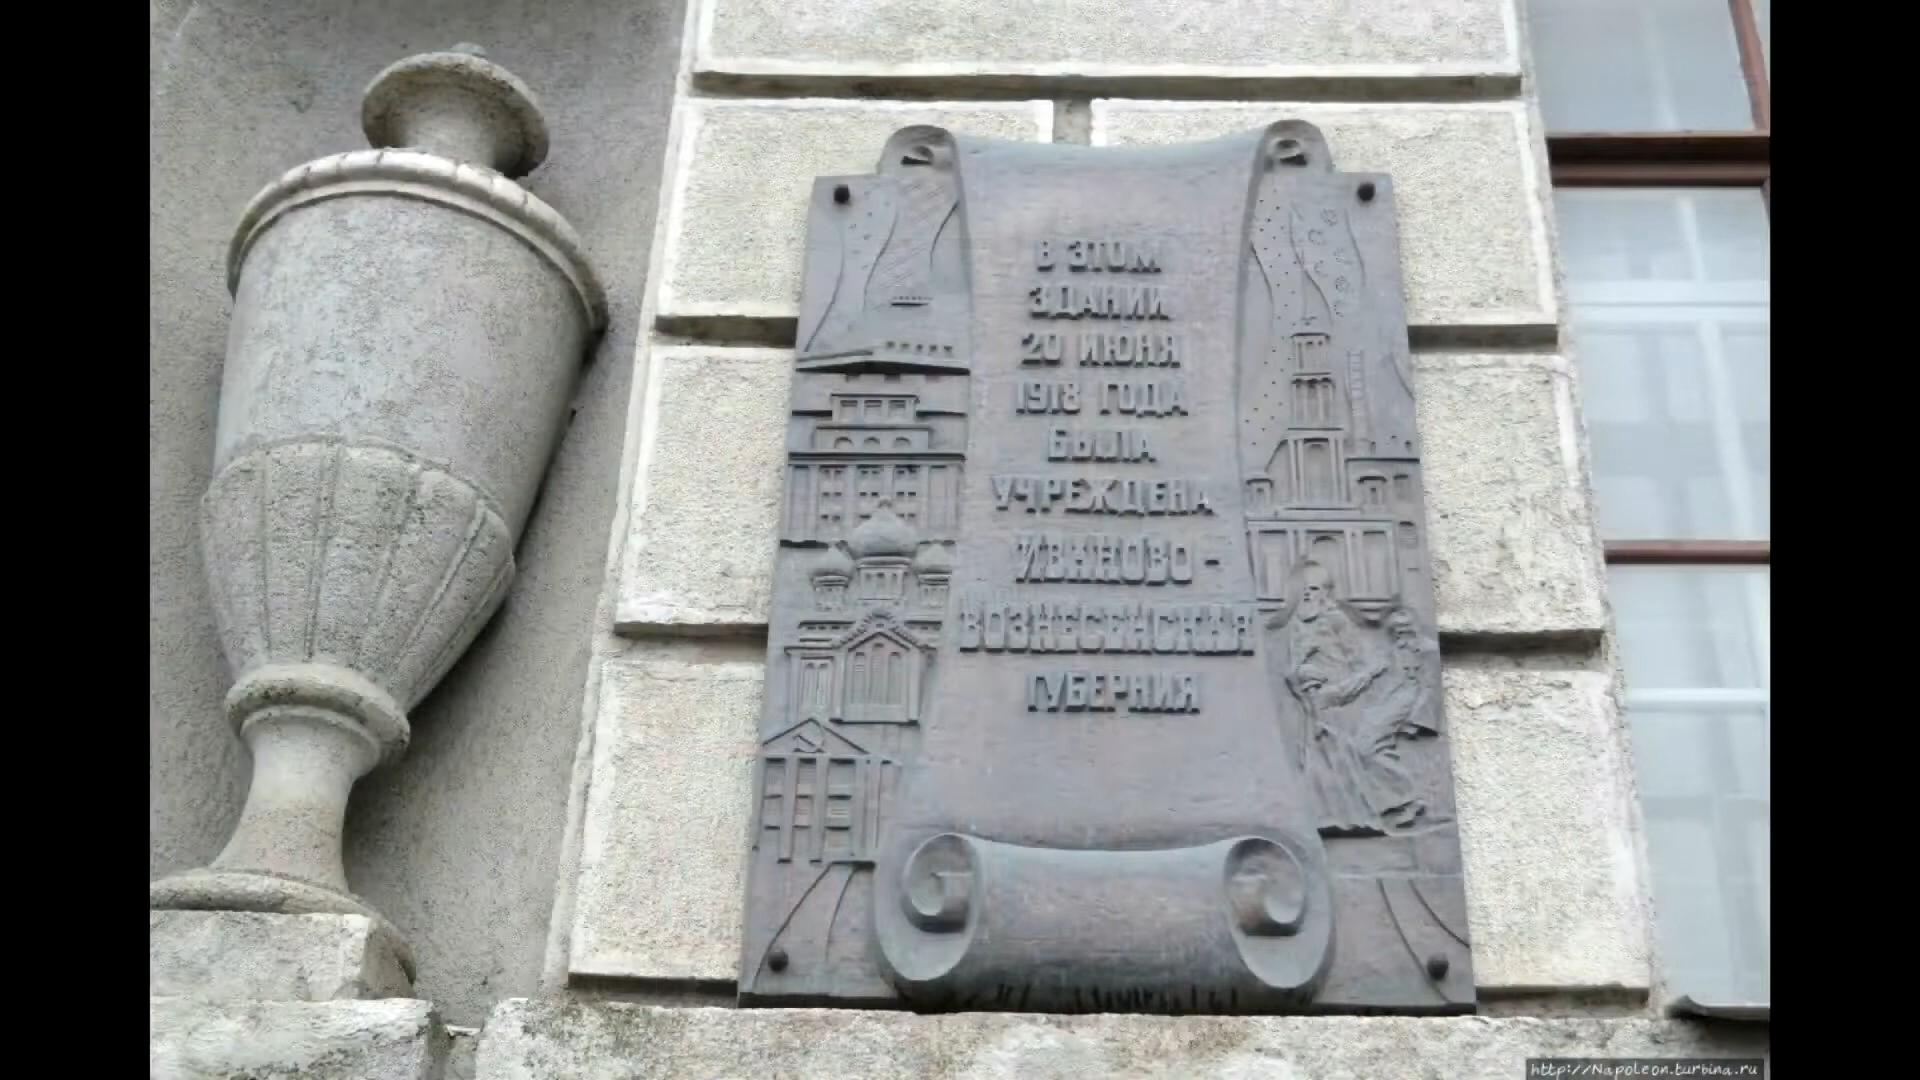 В ЭТОМ
ЗДАНИИ
20 ИЮНЯ
1918 ГОДА
БЫЛА
УЧРЕЖДЕНА
ИВАНОВО-
ВОЗНЕСЕНСКАЯ
ГУБЕРНИЯ
http://Napoleon.turbina.ru